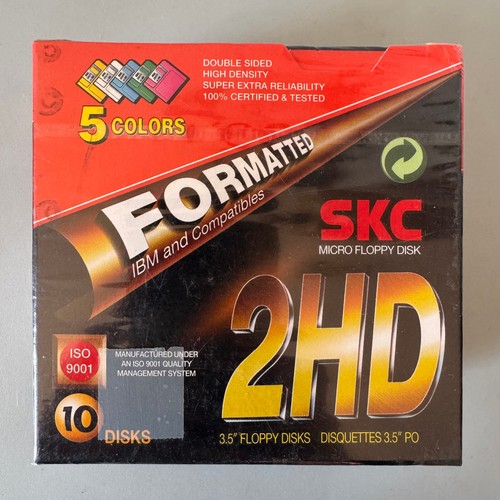 DOUBLE SIDED
HIGH DENSITY
SUPER EXTRA RELIABILITY
100% CERTIFIED & TESTED
5 COLORS
FORMATTED
IBM and Compatibles
SKC
MICRO FLOPPY DISK
2HD
ISO
9001
MANUFACTURED UNDER
AN ISO 9001 QUALITY
MANAGEMENT SYSTEM
10 DISKS
3.5" FLOPPY DISKS DISQUETTES 3.5" PO